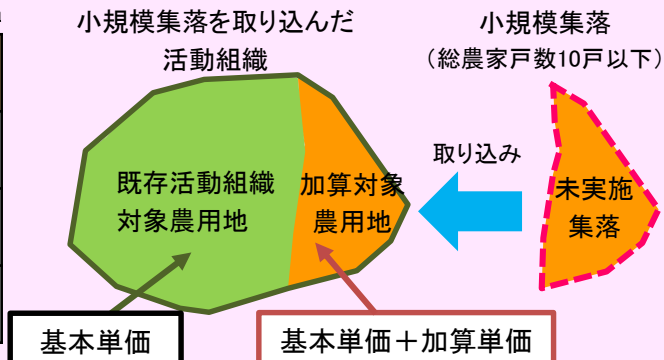 小規模集落を取り込んだ
活動組織
小規模集落
（総農家戸数10戸以下）
取り込み
既存活動組織
対象農用地
加算対象
農用地
未実施
集落
基本単価
基本単価＋加算単価